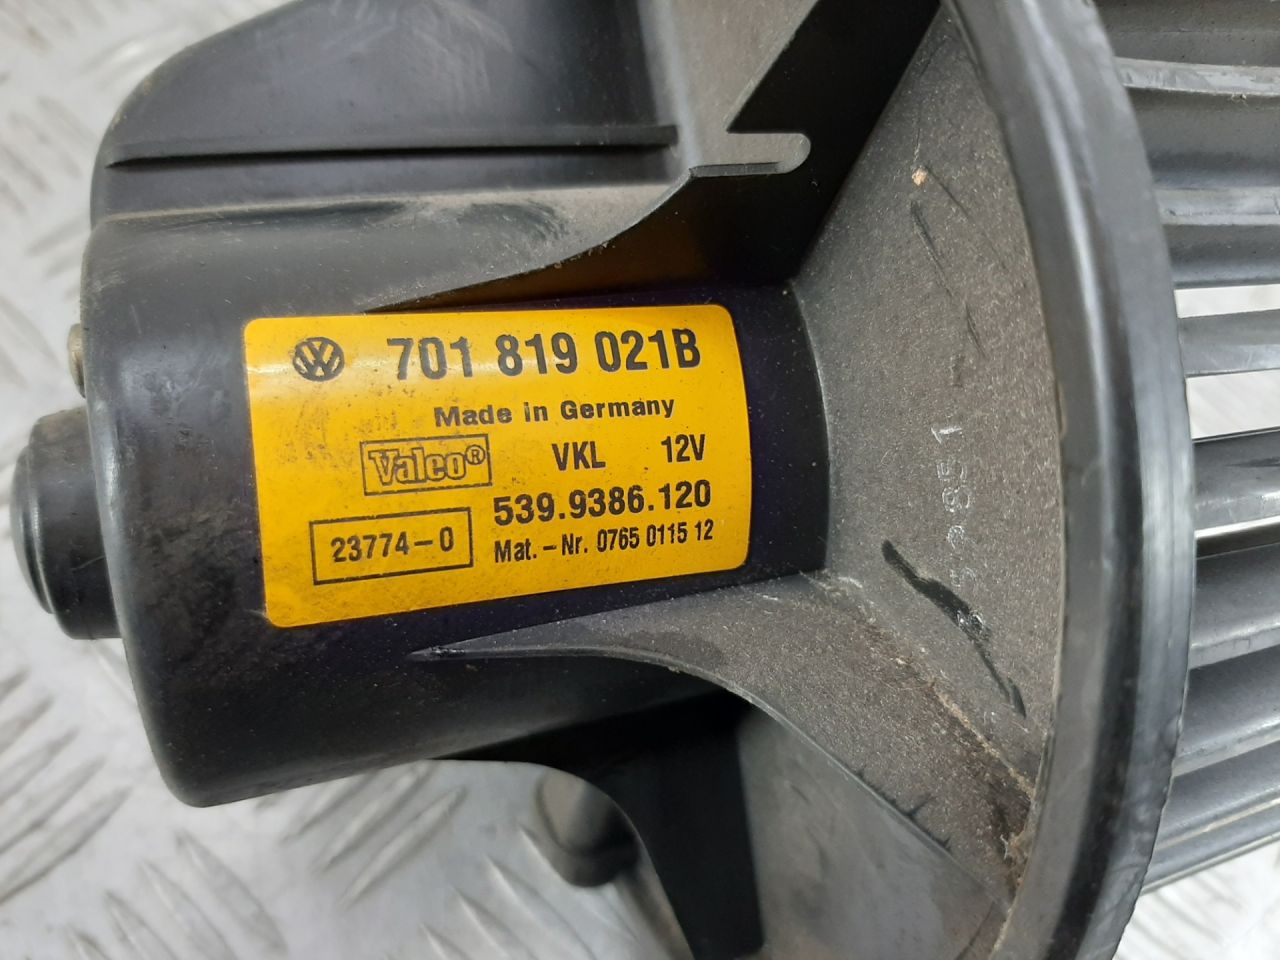 701 819 021B
Made in Germany
Valeo® VKL 12V
539.9386.120
23774-0
Mat.-Nr. 0765 0115 12